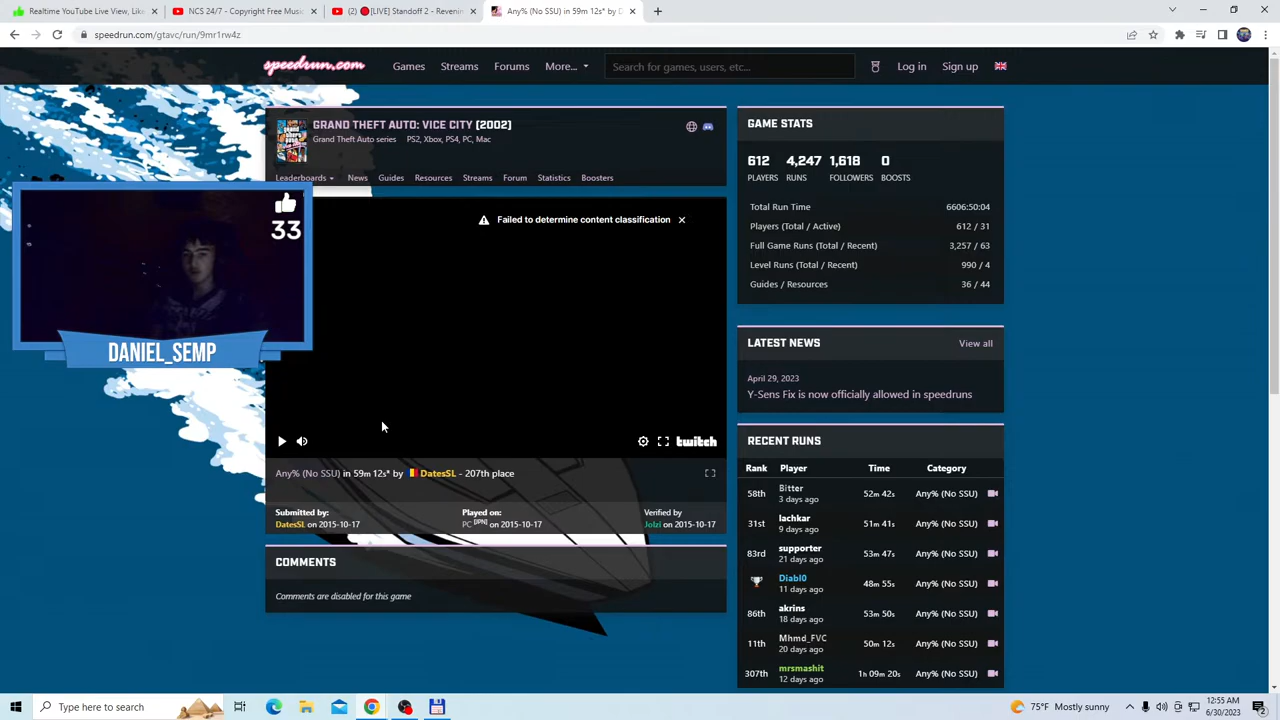 Realtime YouTube Live View, Like
NCS 24/7 - Copyright Free Musi
(2) [LIVE] Standoff 2 - Revenin
Any% (No SSU) in 59m 12s* by D
speedrun.com/gtavc/run/9mr1rw4z
speedrun.com
Games
Streams
Forums
More...
Search for games, users, etc...
Log in
Sign up
GRAND THEFT AUTO: VICE CITY (2002)
Grand Theft Auto series PS2, Xbox, PS4, PC, Mac
Leaderboards News Guides Resources Streams Forum Statistics Boosters
33
DANIEL_SEMP
Failed to determine content classification
twitch
Any% (No SSU) in 59m 12s* by DatesSL - 207th place
Submitted by: Played on: Verified by
DatesSL on 2015-10-17 PC [JPN] on 2015-10-17 Jolzi on 2015-10-17
COMMENTS
Comments are disabled for this game
GAME STATS
612 4,247 1,618 0
PLAYERS RUNS FOLLOWERS BOOSTS
Total Run Time 6606:50:04
Players (Total / Active) 612 / 31
Full Game Runs (Total / Recent) 3,257 / 63
Level Runs (Total / Recent) 990 / 4
Guides / Resources 36 / 44
LATEST NEWS View all
April 29, 2023
Y-Sens Fix is now officially allowed in speedruns
RECENT RUNS
Rank Player Time Category
58th Bitter 52m 42s Any% (No SSU)
3 days ago
31st lachkar 51m 41s Any% (No SSU)
9 days ago
83rd supporter 53m 47s Any% (No SSU)
21 days ago
Diabl0 48m 55s Any% (No SSU)
11 days ago
86th akrins 53m 50s Any% (No SSU)
18 days ago
11th Mhmd_FVC 50m 12s Any% (No SSU)
20 days ago
307th mrsmashit 1h 09m 20s Any% (No SSU)
12 days ago
Type here to search
75°F Mostly sunny
12:55 AM
6/30/2023
2